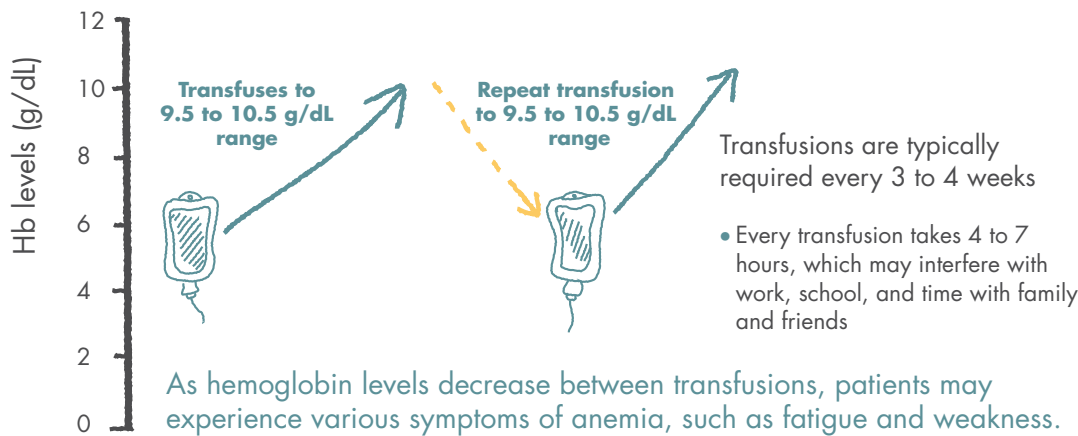 Hb levels (g/dL)
12
10
8
6
4
2
0
Transfuses to
9.5 to 10.5 g/dL
range
Repeat transfusion
to 9.5 to 10.5 g/dL
range
Transfusions are typically
required every 3 to 4 weeks
• Every transfusion takes 4 to 7
hours, which may interfere with
work, school, and time with family
and friends
As hemoglobin levels decrease between transfusions, patients may
experience various symptoms of anemia, such as fatigue and weakness.